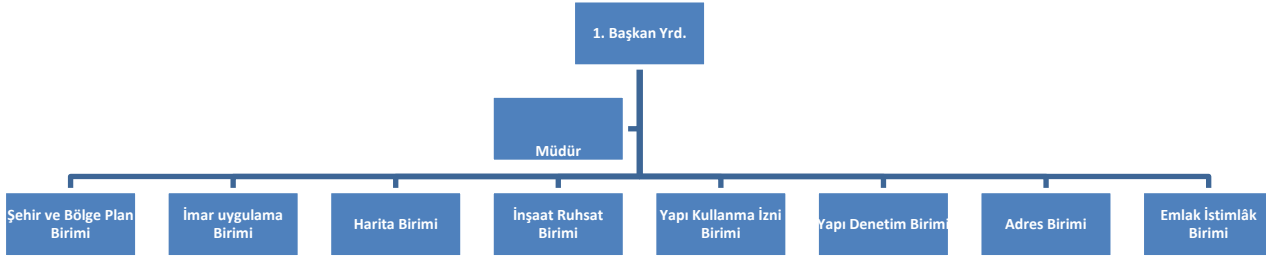 1. Başkan Yrd.
Müdür
Şehir ve Bölge Plan
Birimi
İmar uygulama
Birimi
Harita Birimi
İnşaat Ruhsat
Birimi
Yapı Kullanma İzni
Birimi
Yapı Denetim Birimi
Adres Birimi
Emlak İstimlâk
Birimi